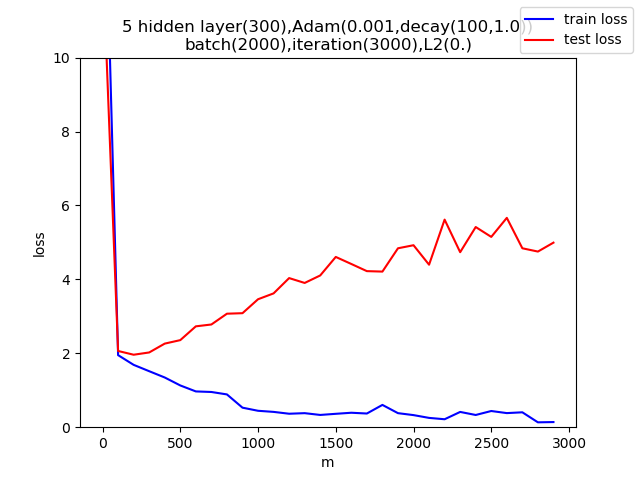 5 hidden layer(300),Adam(0.001,decay(100,1.0))
batch(2000),iteration(3000),L2(0.)
train loss
test loss
10
8
6
4
2
0
loss
0
500
1000
1500
2000
2500
3000
m